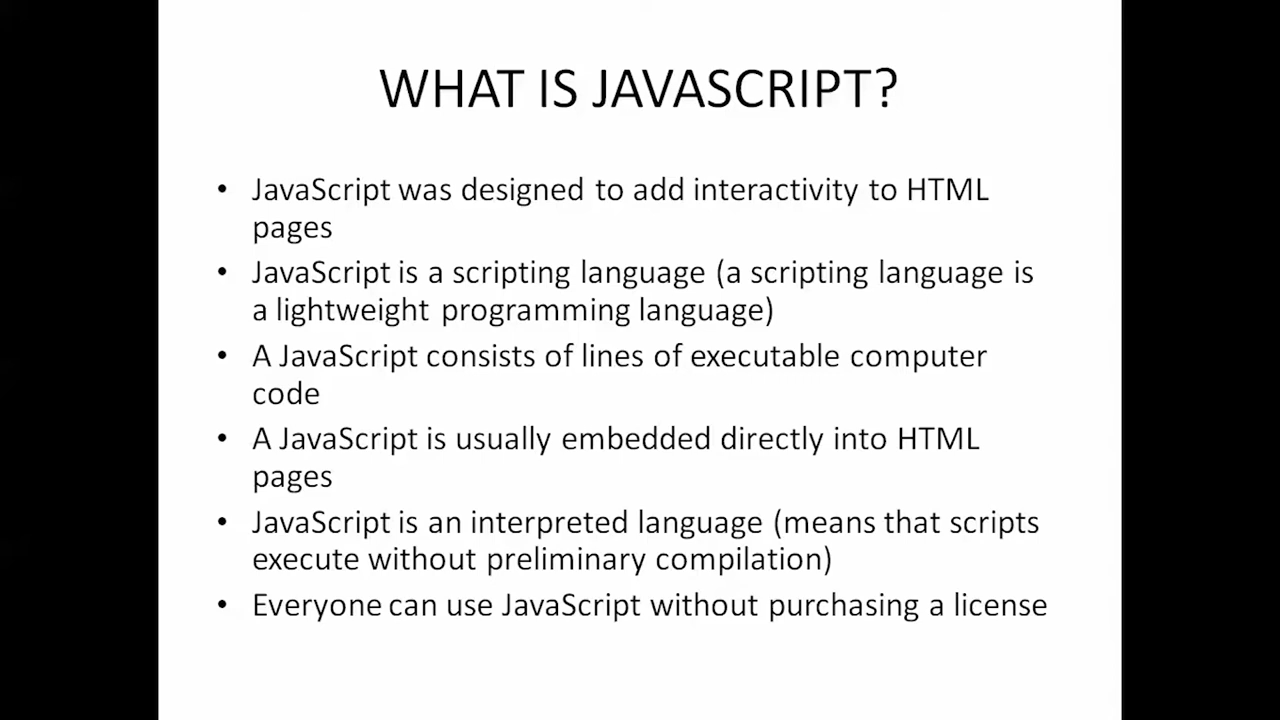 WHAT IS JAVASCRIPT?
• JavaScript was designed to add interactivity to HTML
pages
• JavaScript is a scripting language (a scripting language is
a lightweight programming language)
• A JavaScript consists of lines of executable computer
code
• A JavaScript is usually embedded directly into HTML
pages
• JavaScript is an interpreted language (means that scripts
execute without preliminary compilation)
• Everyone can use JavaScript without purchasing a license